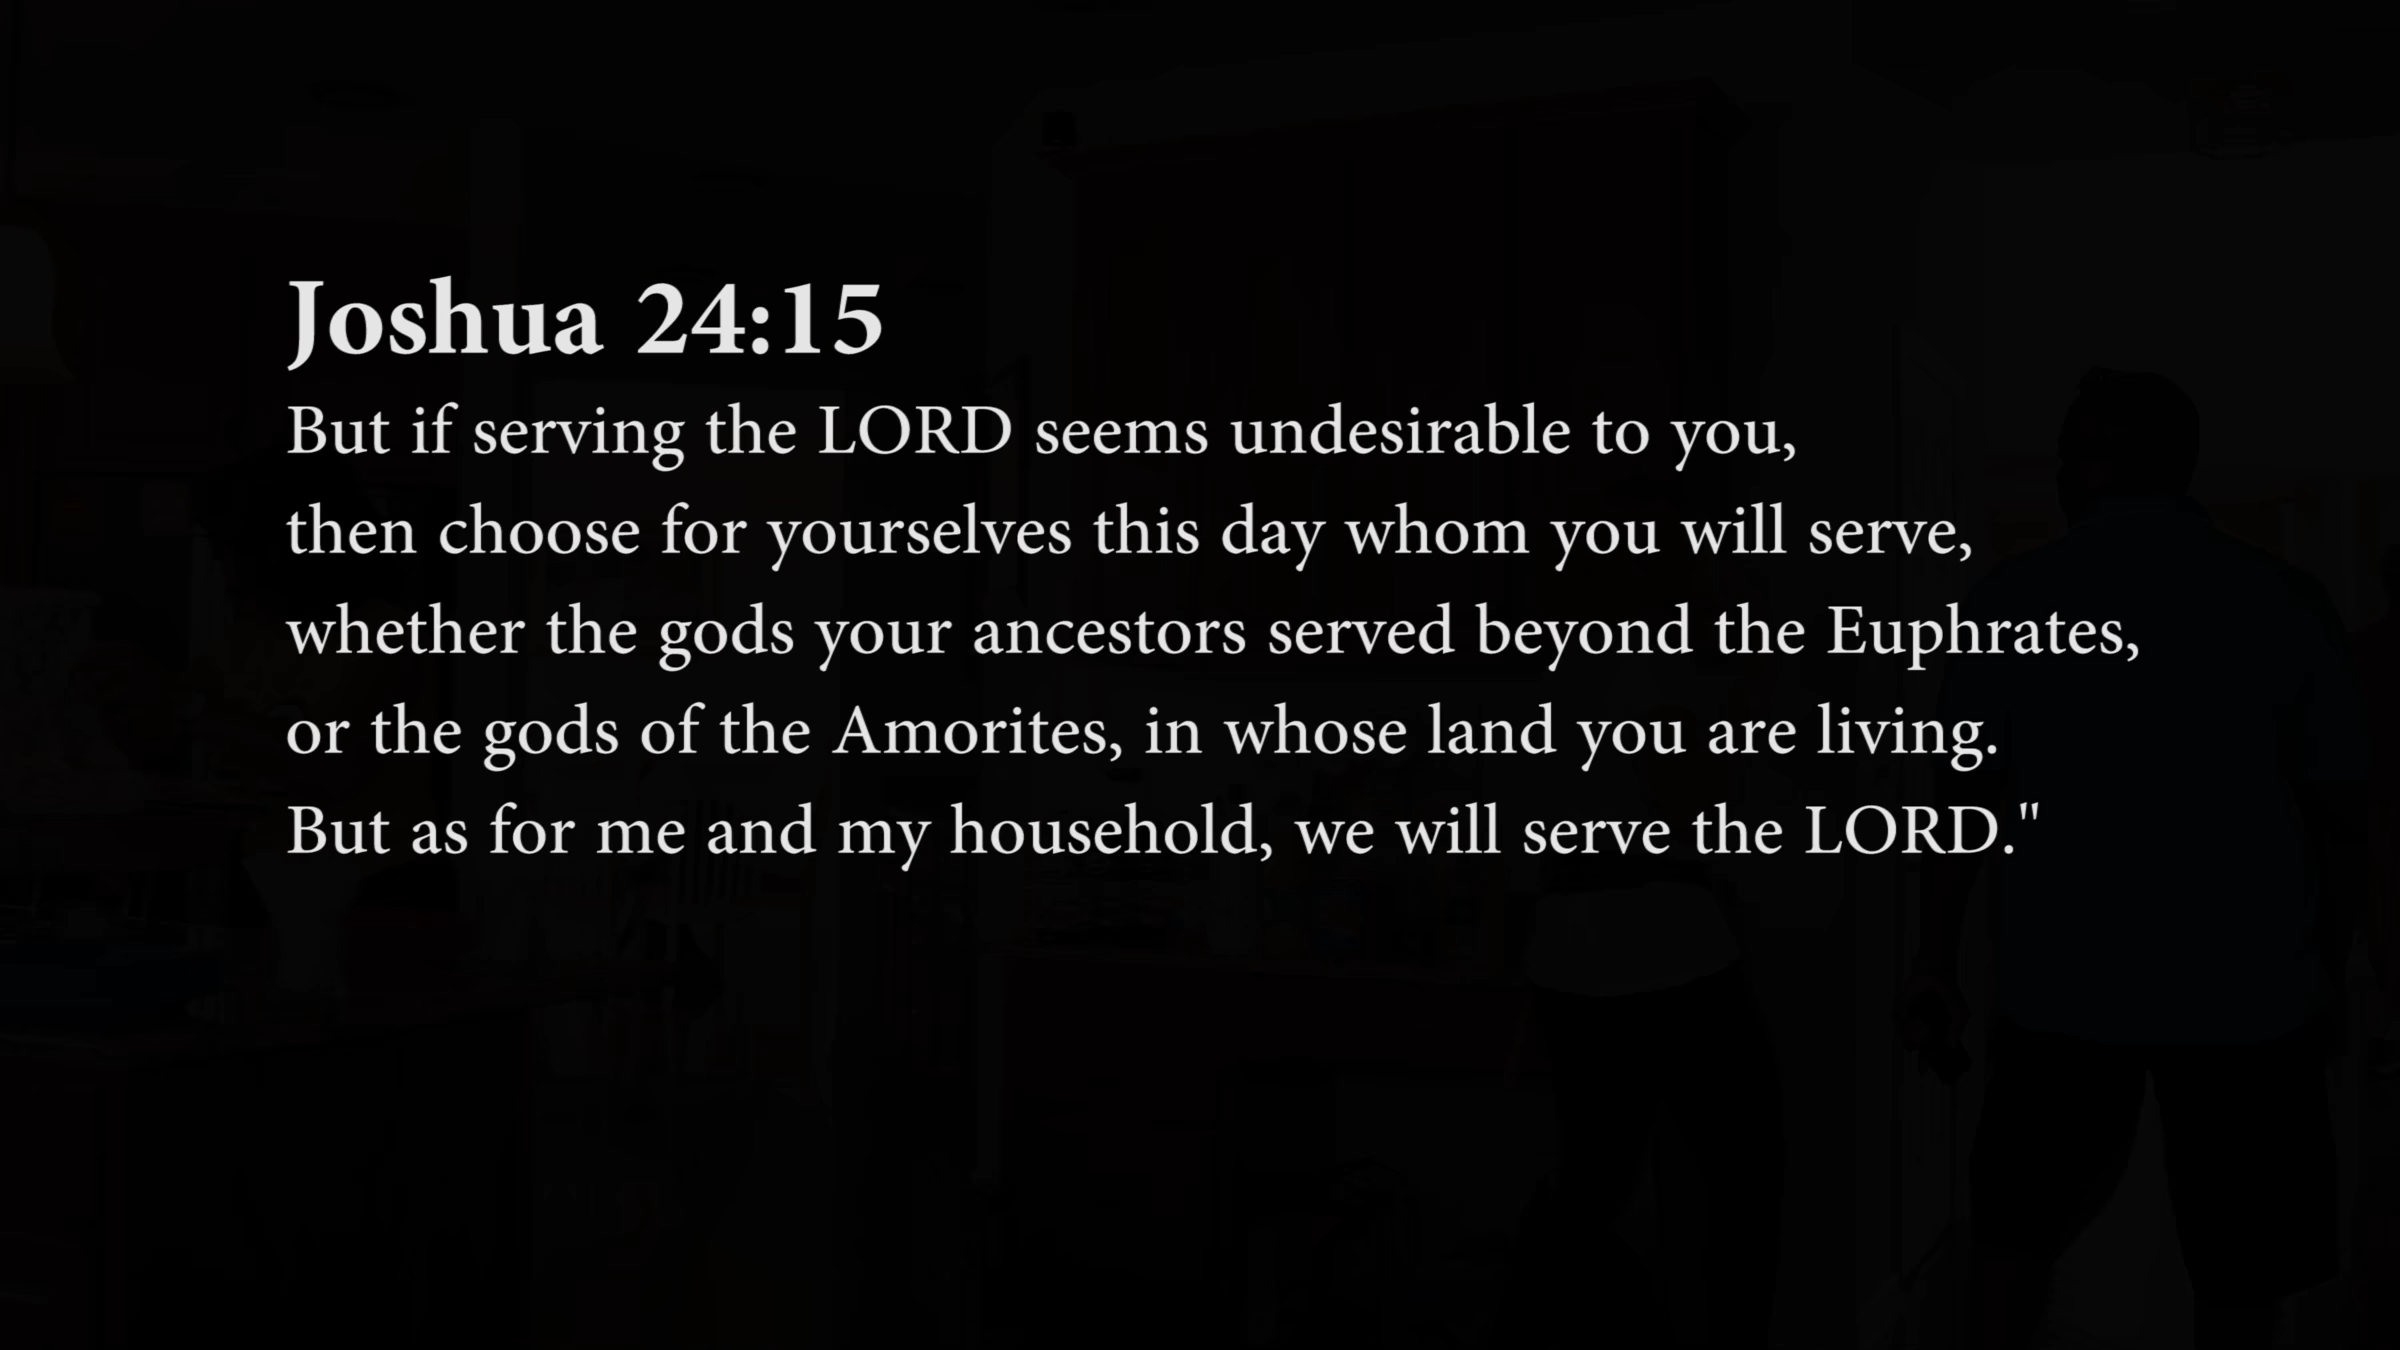 Joshua 24:15
But if serving the LORD seems undesirable to you,
then choose for yourselves this day whom you will serve,
whether the gods your ancestors served beyond the Euphrates,
or the gods of the Amorites, in whose land you are living.
But as for me and my household, we will serve the LORD."